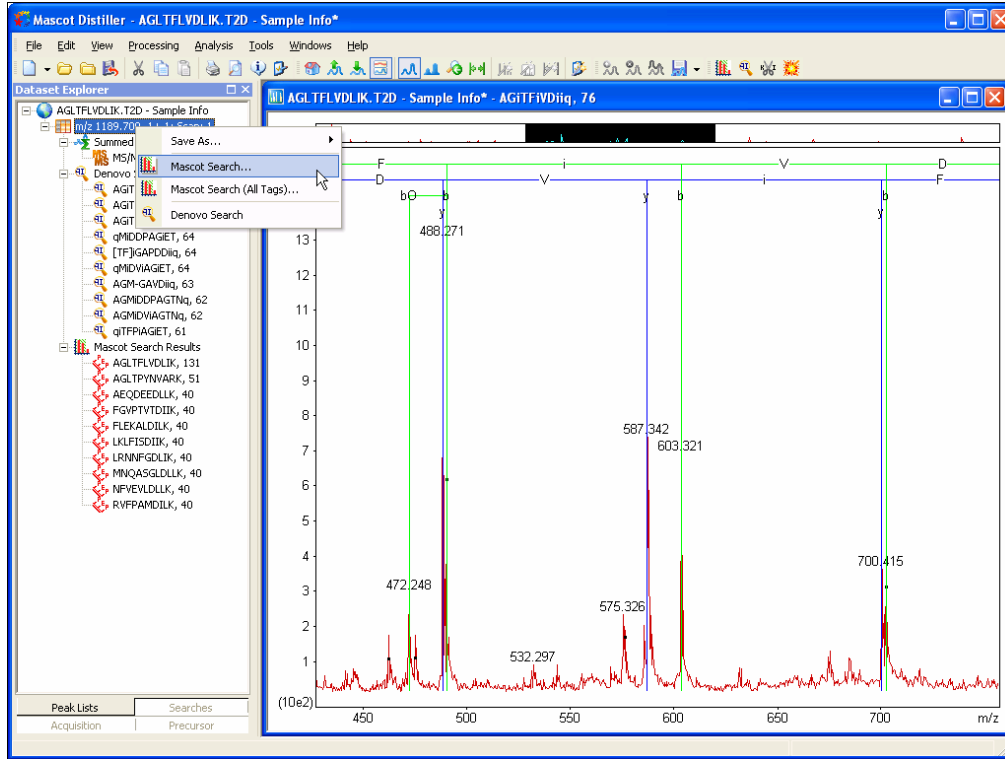 Mascot Distiller - AGLTFLVDLIK.T2D - Sample Info*
File Edit View Processing Analysis Tools Windows Help
Dataset Explorer
AGLTFLVDLIK.T2D - Sample Info
m/z 1189.700
Summed
MS/M
Denovo
AGiT
AGiT
AGiT
qMiDDPAGiET, 64
[TF]iGAPDDiiq, 64
qMiDViAGiET, 64
AGM-GAVDiiq, 63
AGMiDDPAGTNq, 62
AGMiDViAGTNq, 62
qiTFPiAGiET, 61
Mascot Search Results
AGLTFLVDLIK, 131
AGLTPYNVARK, 51
AEQDEEDLLK, 40
FGVPTVTDIIK, 40
FLEKALDILK, 40
LKLFISDIIK, 40
LRNNFGDLIK, 40
MNQASGLDLLK, 40
NFVEVLDLLK, 40
RVFPAMDILK, 40
Peak Lists Searches
Acquisition Precursor
Save As...
Mascot Search...
Mascot Search (All Tags)...
Denovo Search
AGLTFLVDLIK.T2D - Sample Info* - AGiTFiVDiiq, 76
F i V D
D V i F
b b y b b
y y
488.271
587.342
603.321
700.415
472.248
575.326
532.297
13
12
11
10
9
8
7
6
5
4
3
2
1
(10e2)
450 500 550 600 650 700 m/z